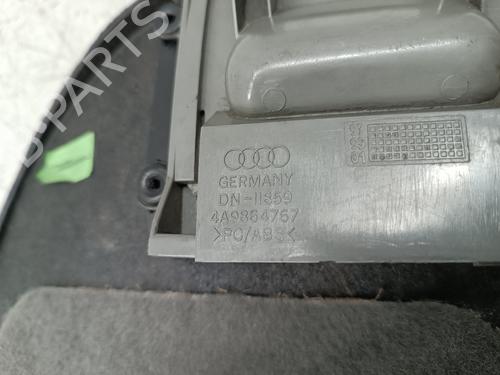 B-PARTS
GERMANY
DN-11859
4A9864767
>PC/ABS<